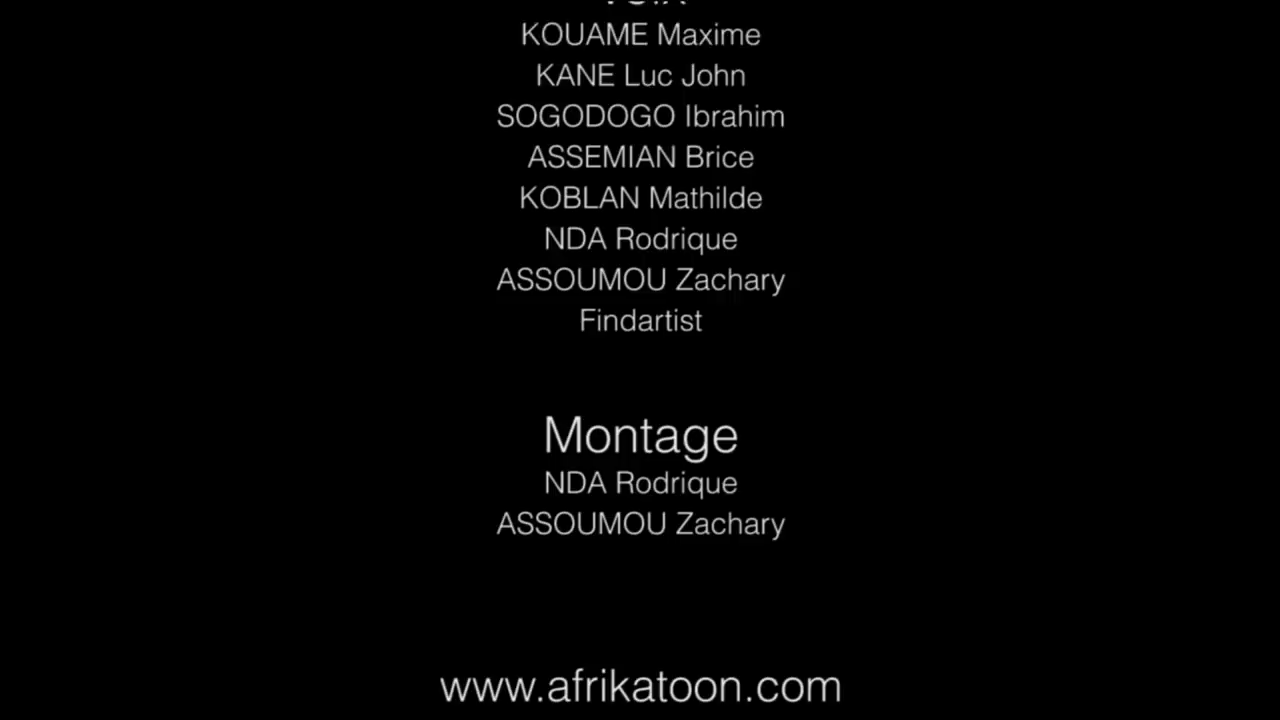 KOUAME Maxime
KANE Luc John
SOGODOGO Ibrahim
ASSEMIAN Brice
KOBLAN Mathilde
NDA Rodrique
ASSOUMOU Zachary
Findartist
Montage
NDA Rodrique
ASSOUMOU Zachary
www.afrikatoon.com